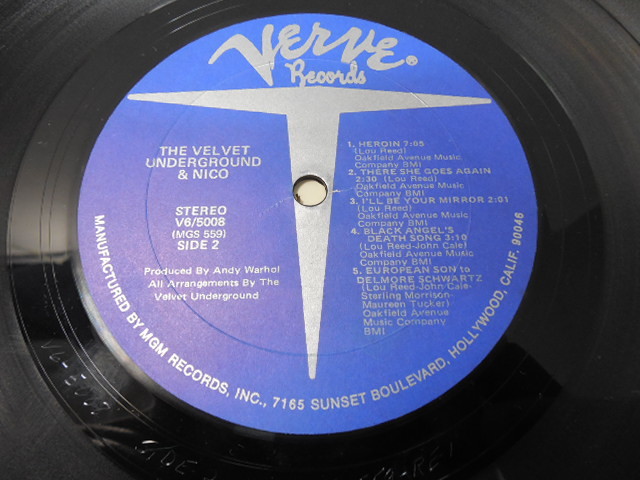 Verve®
Records
THE VELVET
UNDERGROUND
& NICO
STEREO
V6/5008
(MGS 559)
SIDE 2
Produced By Andy Warhol
All Arrangements By The
Velvet Underground
1. HEROIN 7:05
(Lou Reed)
Oakfield Avenue Music
Company BMI
2. THERE SHE GOES AGAIN
2:30 (Lou Reed)
Oakfield Avenue Music
Company BMI
3. I'LL BE YOUR MIRROR 2:01
(Lou Reed)
Oakfield Avenue Music
Company BMI
4. BLACK ANGEL'S
DEATH SONG 3:10
(Lou Reed-John Cale)
Oakfield Avenue Music
Company BMI
5. EUROPEAN SON to
DELMORE SCHWARTZ
(Lou Reed-John Cale-
Sterling Morrison-
Maureen Tucker)
Oakfield Avenue
Music Company
BMI
MANUFACTURED BY MGM RECORDS, INC., 7165 SUNSET BOULEVARD, HOLLYWOOD, CALIF. 90046